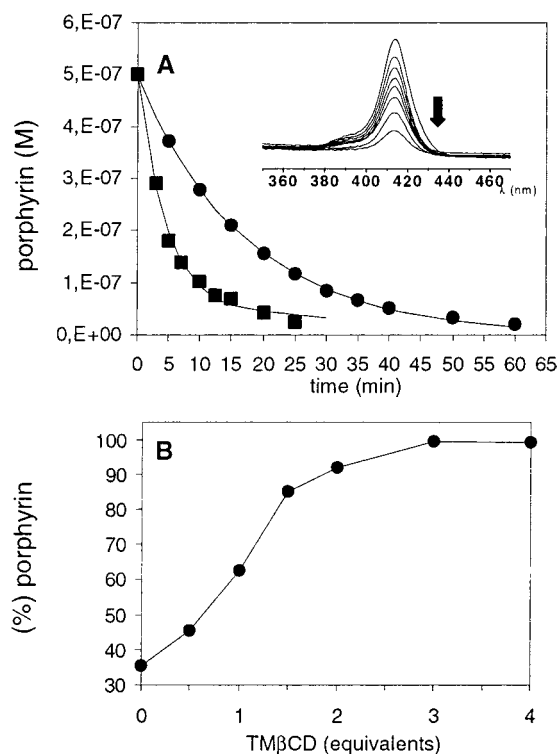 6,E-07
5,E-07
4,E-07
3,E-07
2,E-07
1,E-07
0,E+00
porphyrin (M)
A
360 380 400 420 440 460
λ (nm)
0 5 10 15 20 25 30 35 40 45 50 55 60 65
time (min)
100
90
80
70
60
50
40
30
(%) porphyrin
B
0 1 2 3 4
TMβCD (equivalents)